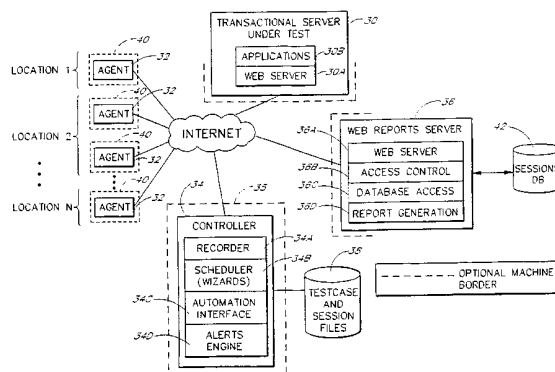 TRANSACTIONAL SERVER
UNDER TEST
30
APPLICATIONS
30B
WEB SERVER
30A
LOCATION 1
40
32
AGENT
LOCATION 2
40
32
AGENT
40
AGENT
32
LOCATION N
40
AGENT
32
INTERNET
36
WEB REPORTS SERVER
36A
WEB SERVER
36B
ACCESS CONTROL
36C
DATABASE ACCESS
36D
REPORT GENERATION
42
SESSIONS
DB
34
35
CONTROLLER
RECORDER
34A
SCHEDULER
(WIZARDS)
34B
34C
AUTOMATION
INTERFACE
34D
ALERTS
ENGINE
38
TESTCASE
AND
SESSION
FILES
OPTIONAL MACHINE
BORDER